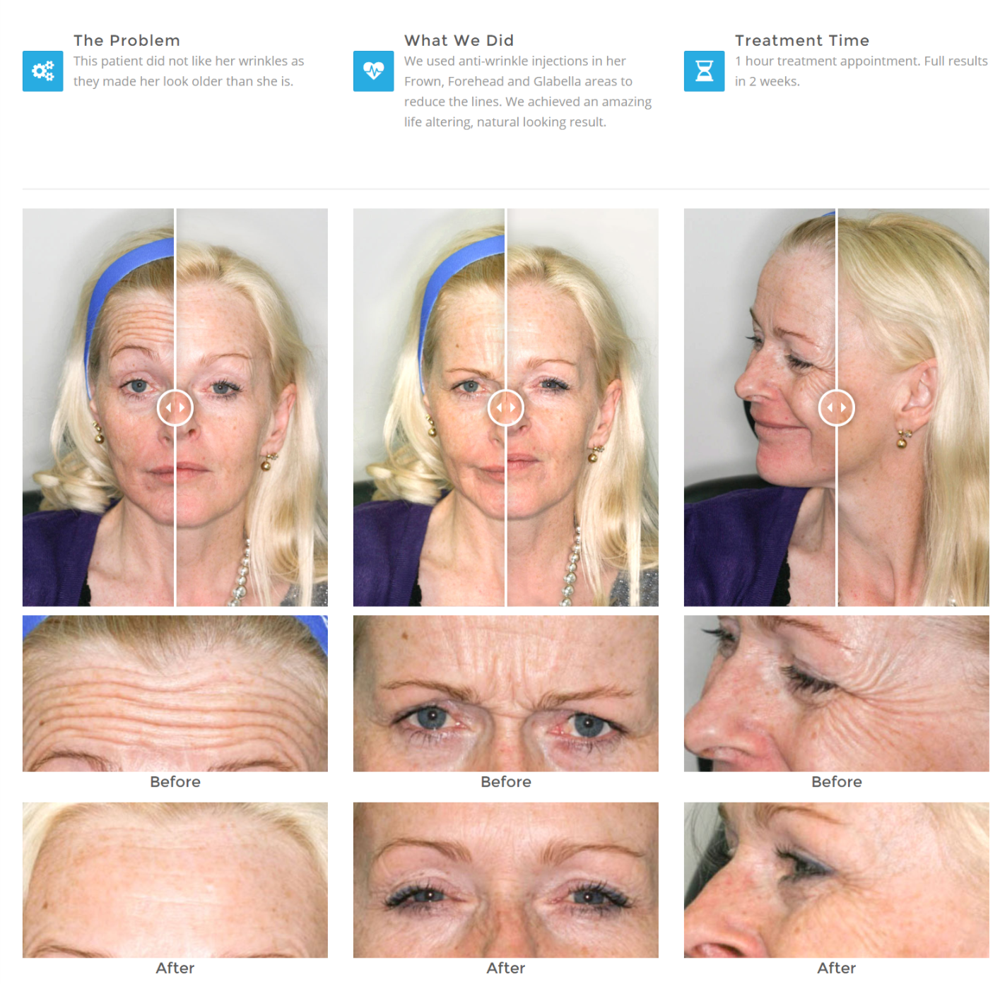 The Problem
This patient did not like her wrinkles as
they made her look older than she is.
What We Did
We used anti-wrinkle injections in her
Frown, Forehead and Glabella areas to
reduce the lines. We achieved an amazing
life altering, natural looking result.
Treatment Time
1 hour treatment appointment. Full results
in 2 weeks.
Before
Before
Before
After
After
After